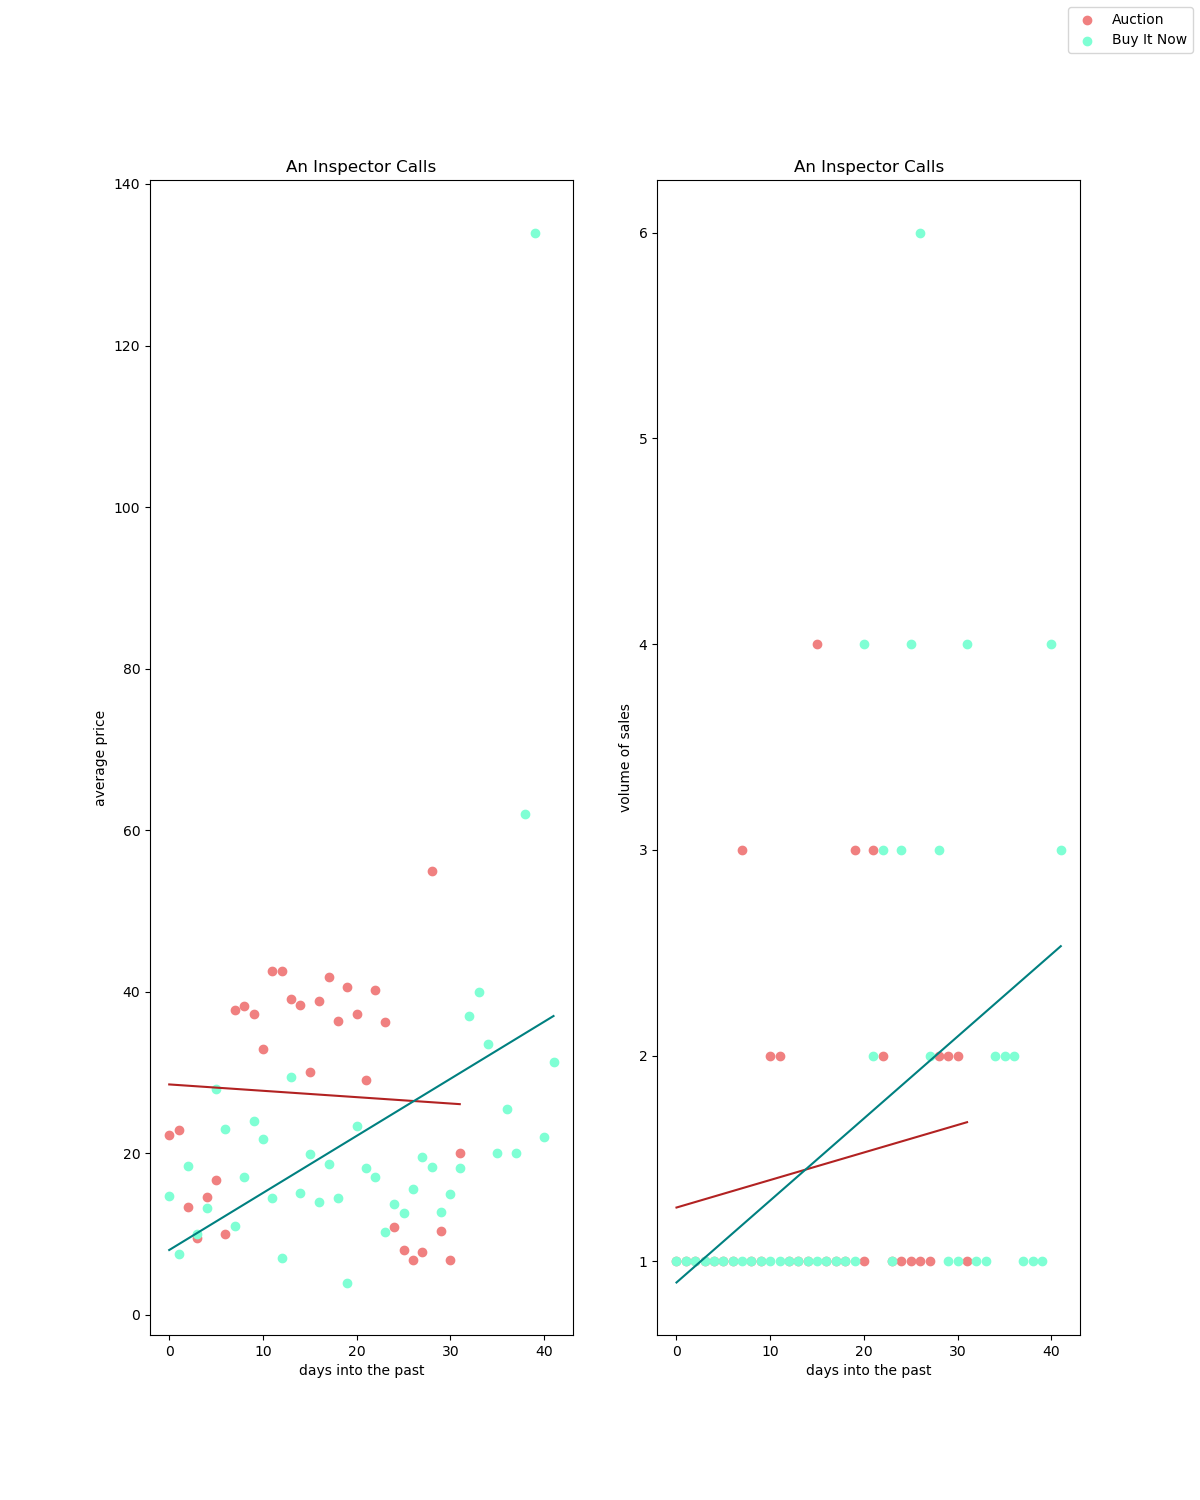 Auction
Buy It Now
An Inspector Calls
140
120
100
80
60
40
20
0
average price
0 10 20 30 40
days into the past
An Inspector Calls
6
5
4
3
2
1
volume of sales
0 10 20 30 40
days into the past